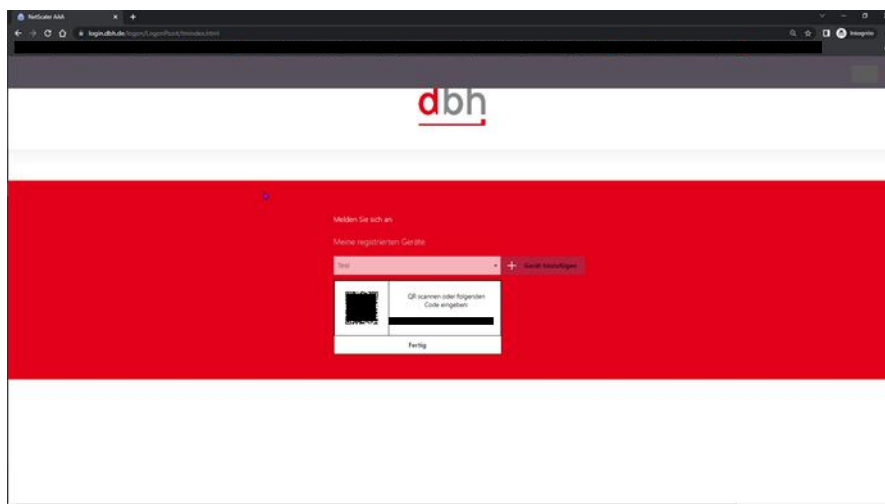 NetScaler AAA
login.dbh.de/logon/LogonPoint/tmindex.html
Incognito
dbh
Melden Sie sich an
Meine registrierten Geräte
Test
Gerät hinzufügen
QR scannen oder folgenden
Code eingeben:
Fertig